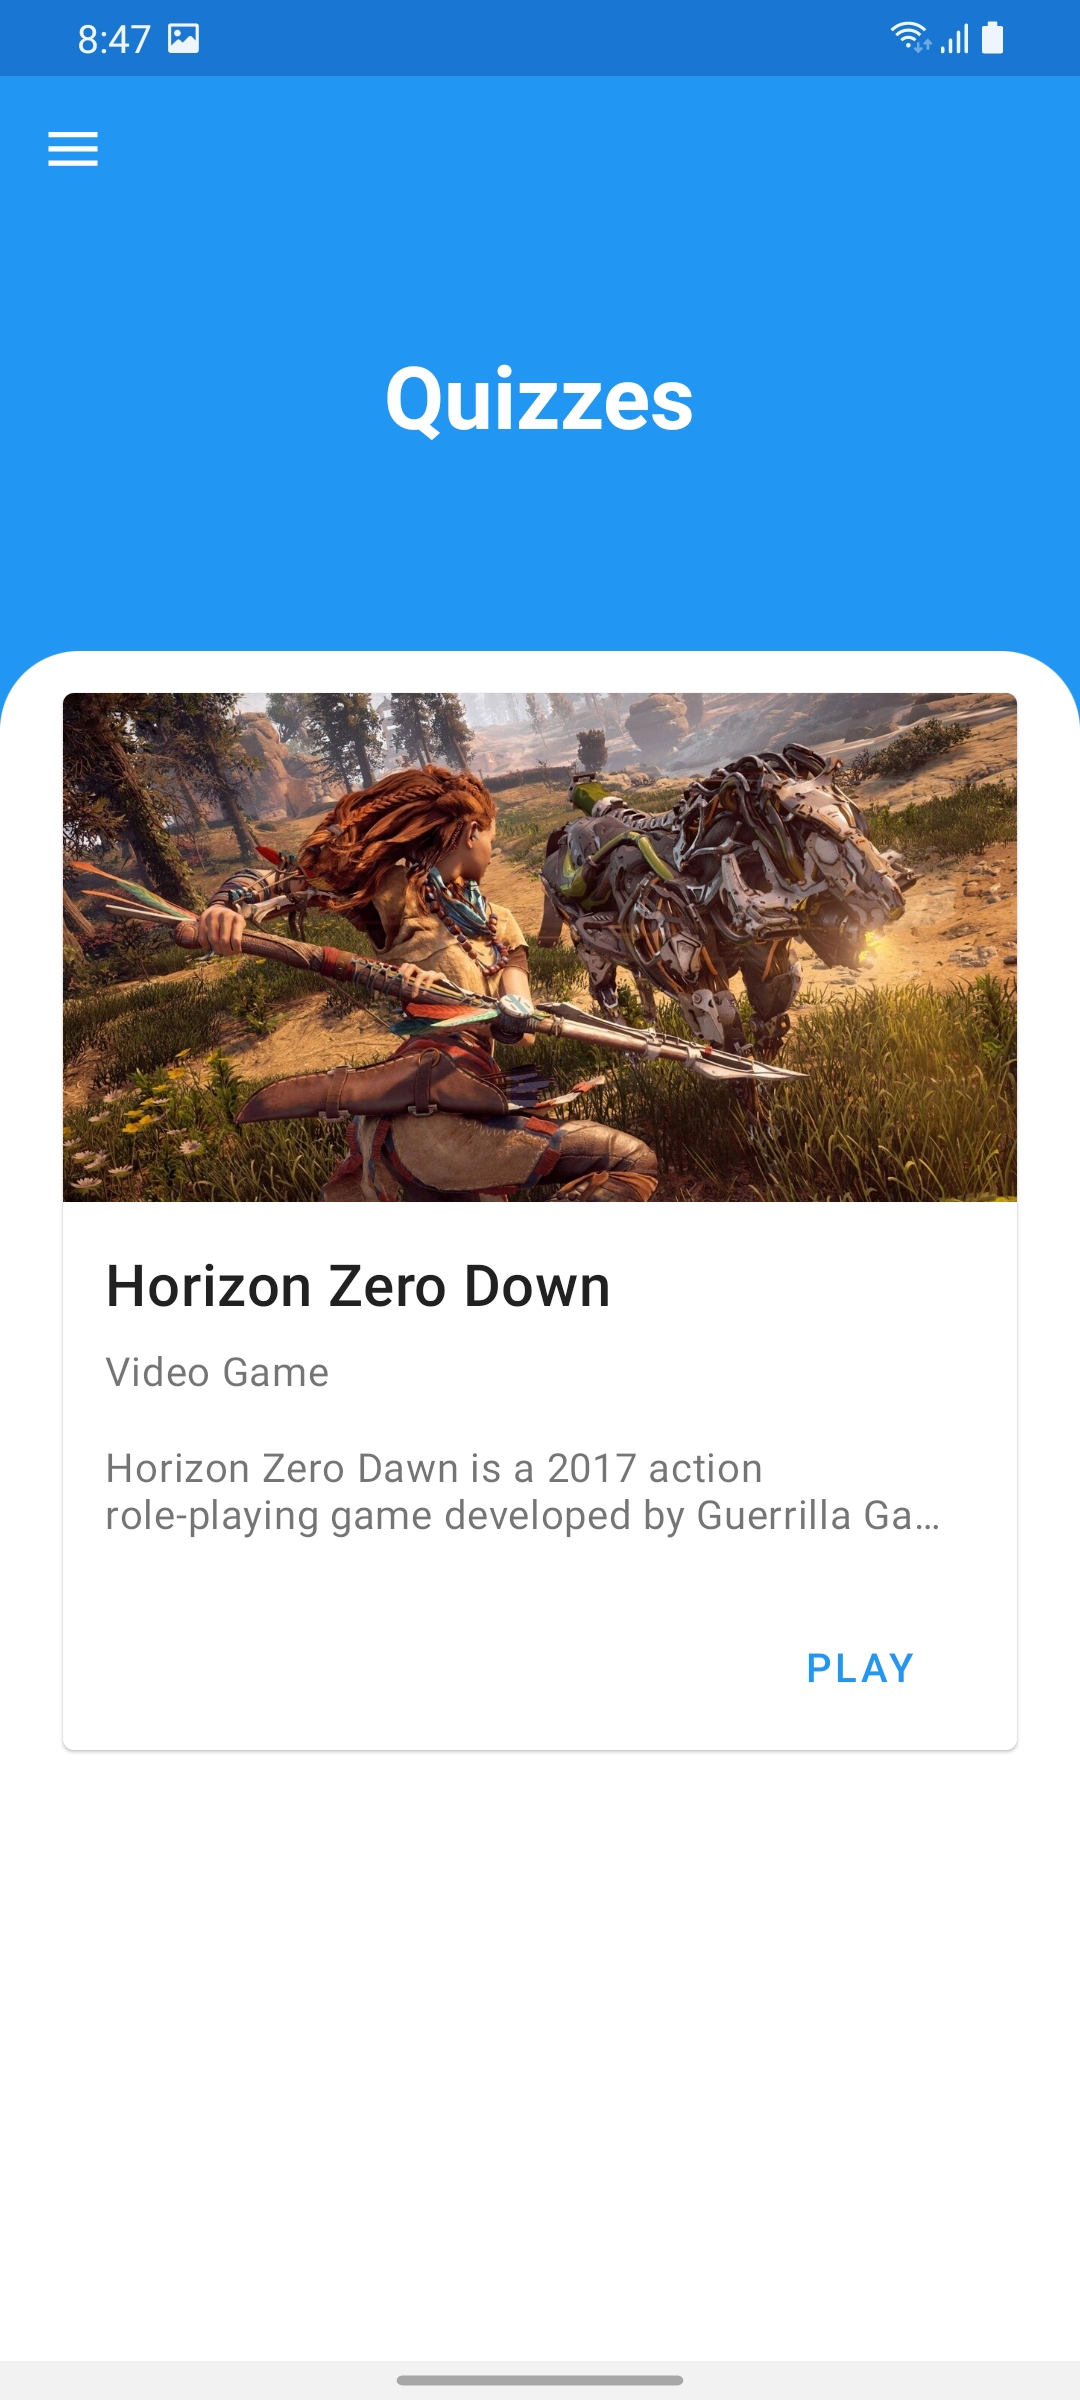 8:47
Quizzes
Horizon Zero Down
Video Game
Horizon Zero Dawn is a 2017 action
role-playing game developed by Guerrilla Ga…
PLAY